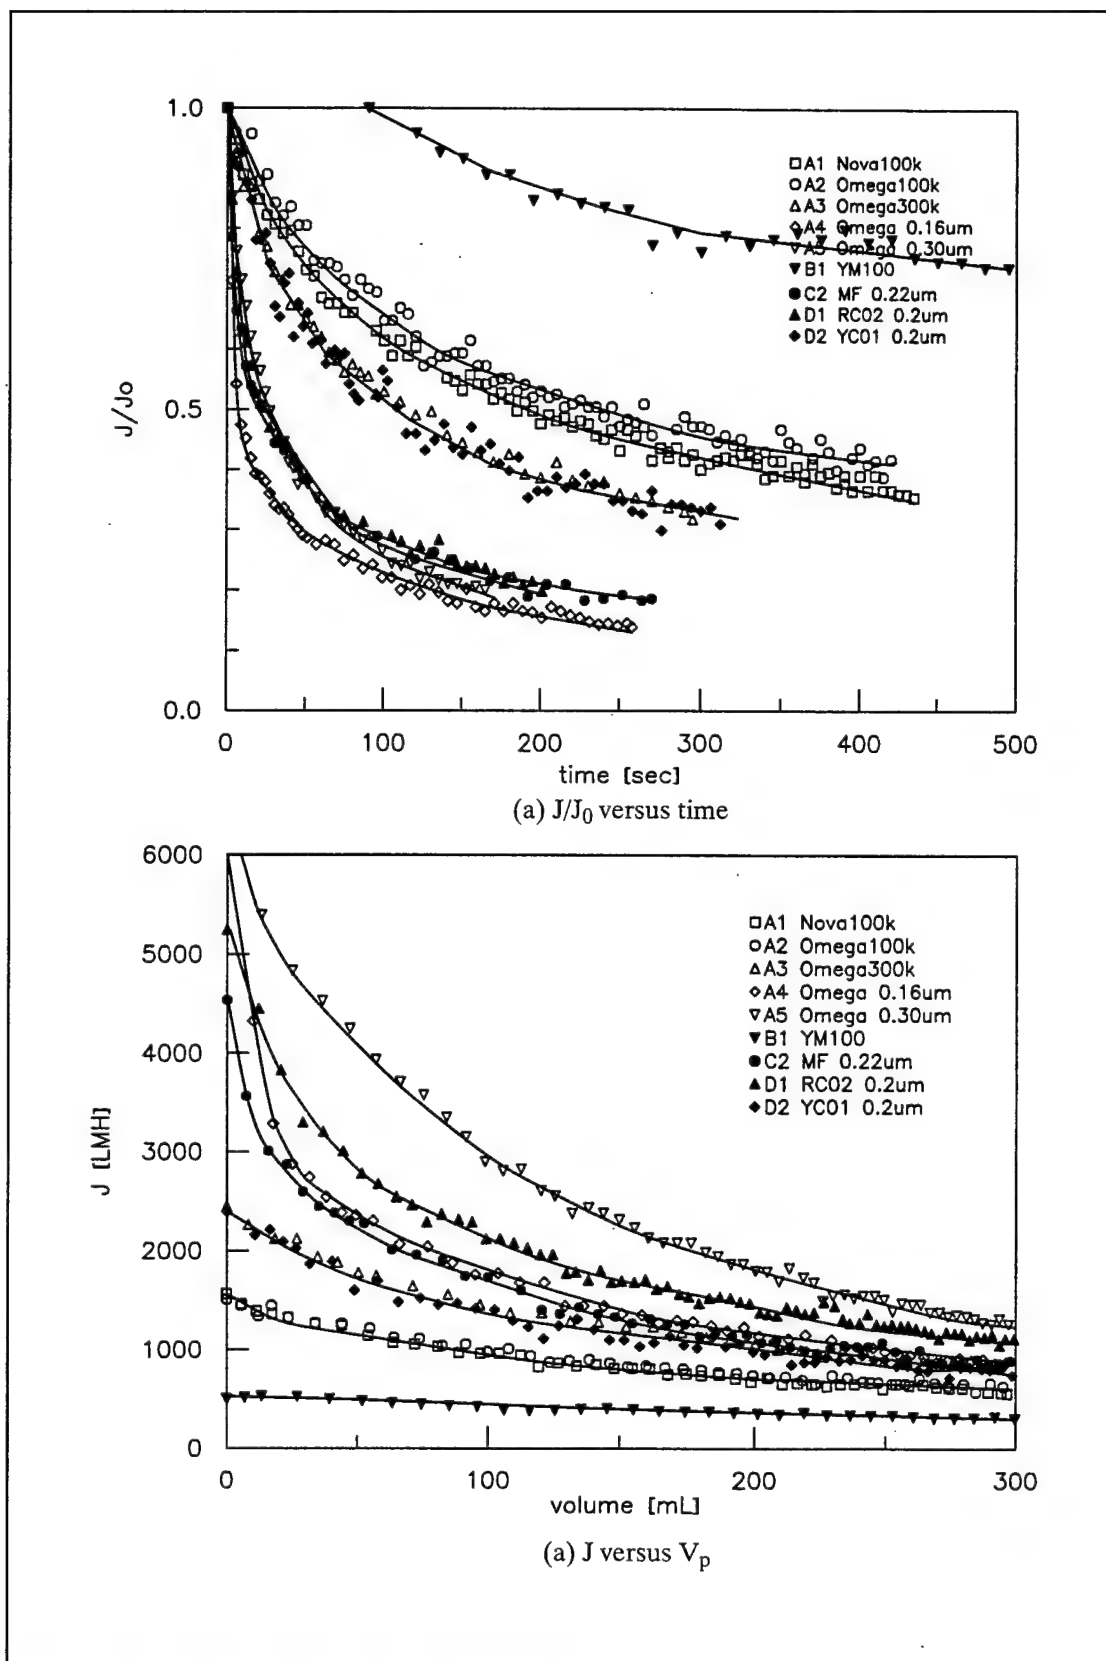 1.0
0.5
0.0
J/Jo
A1 Nova100k
A2 Omega100k
A3 Omega300k
A4 Omega 0.16um
A5 Omega 0.30um
B1 YM100
C2 MF 0.22um
D1 RC02 0.2um
D2 YC01 0.2um
0 100 200 300 400 500
time [sec]
(a) J/J0 versus time
6000
5000
4000
3000
2000
1000
0
J [LMH]
A1 Nova100k
A2 Omega100k
A3 Omega300k
A4 Omega 0.16um
A5 Omega 0.30um
B1 YM100
C2 MF 0.22um
D1 RC02 0.2um
D2 YC01 0.2um
0 100 200 300
volume [mL]
(a) J versus Vp